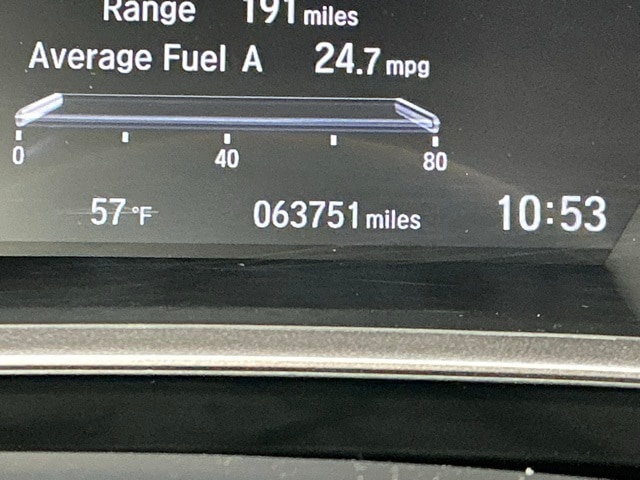 Range 191 miles
Average Fuel A 24.7 mpg
0 40 80
57 °F 063751 miles 10:53